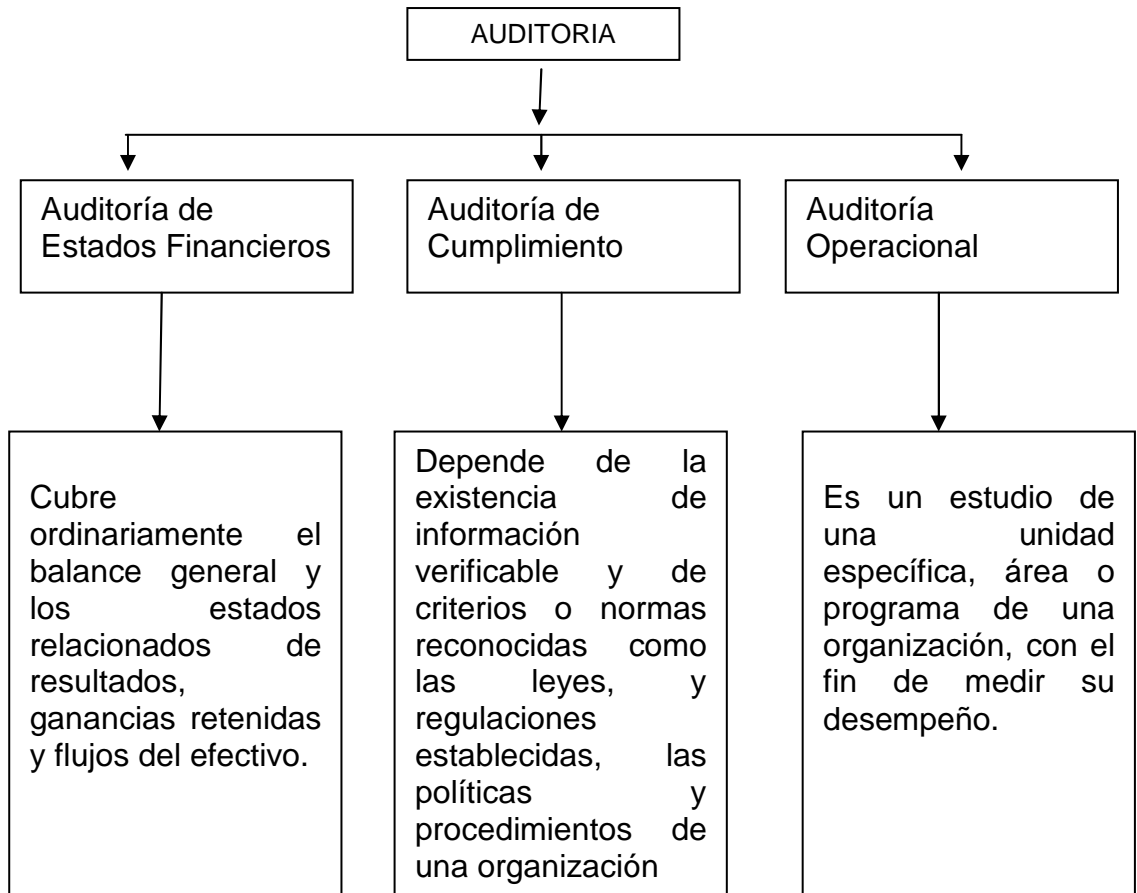 AUDITORIA
Auditoría de
Estados Financieros
Auditoría de
Cumplimiento
Auditoría
Operacional
Cubre
ordinariamente el
balance general y
los estados
relacionados de
resultados,
ganancias retenidas
y flujos del efectivo.
Depende de la
existencia de
información
verificable y de
criterios o normas
reconocidas como
las leyes, y
regulaciones
establecidas, las
políticas y
procedimientos de
una organización
Es un estudio de
una unidad
específica, área o
programa de una
organización, con el
fin de medir su
desempeño.